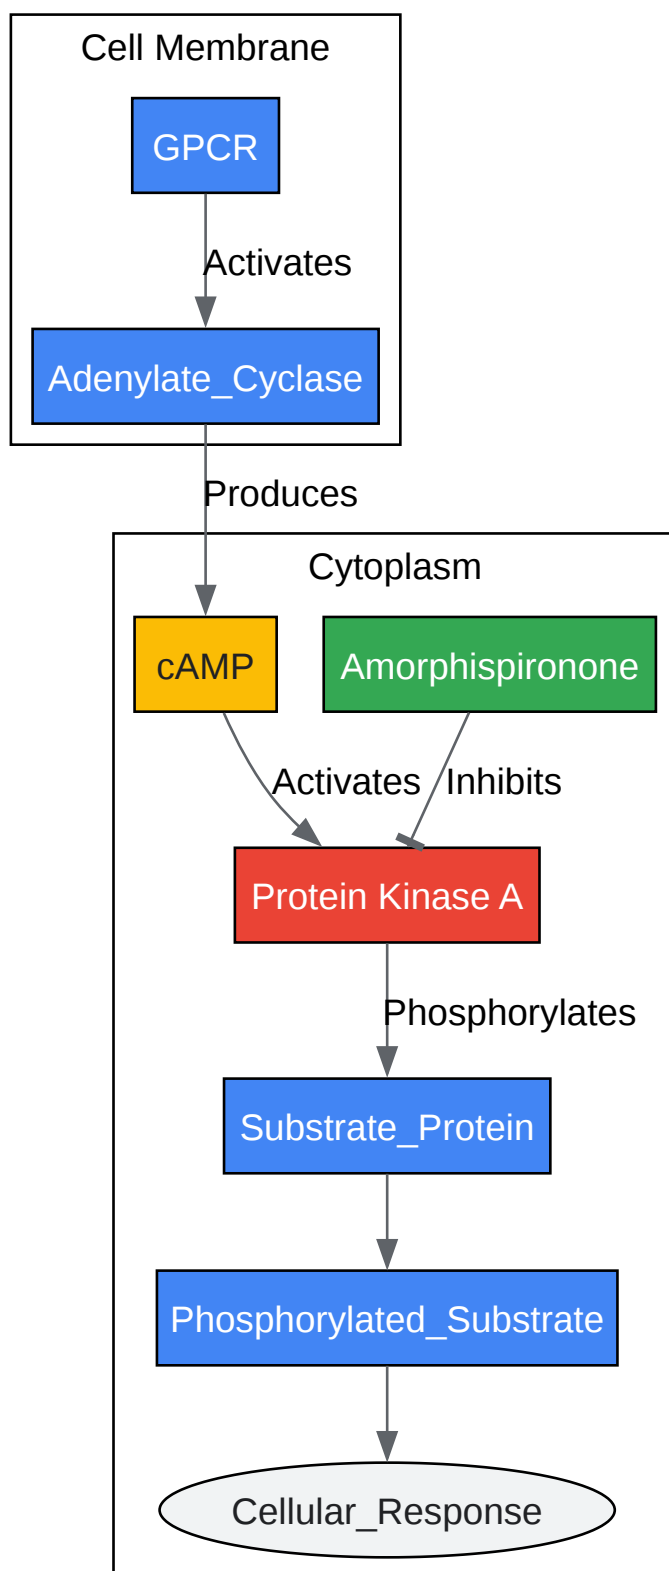 Cell Membrane
GPCR
Activates
Adenylate_Cyclase
Produces
Cytoplasm
cAMP
Amorphispironone
Activates
Inhibits
Protein Kinase A
Phosphorylates
Substrate_Protein
Phosphorylated_Substrate
Cellular_Response